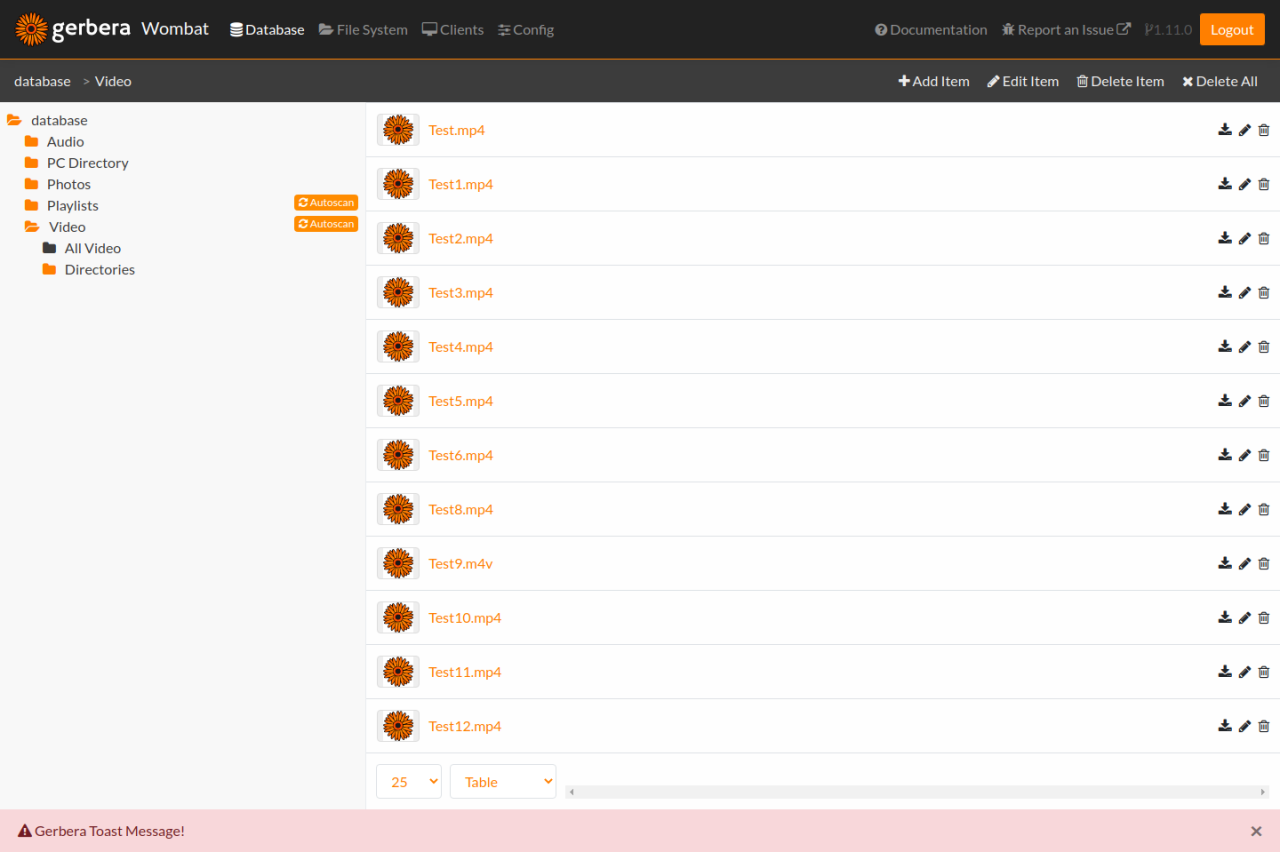 gerbera Wombat Database File System Clients Config Documentation Report an Issue 1.11.0 Logout
database > Video Add Item Edit Item Delete Item Delete All
database
Audio
PC Directory
Photos
Playlists Autoscan
Video Autoscan
All Video
Directories
Test.mp4
Test1.mp4
Test2.mp4
Test3.mp4
Test4.mp4
Test5.mp4
Test6.mp4
Test8.mp4
Test9.m4v
Test10.mp4
Test11.mp4
Test12.mp4
25 Table
Gerbera Toast Message!